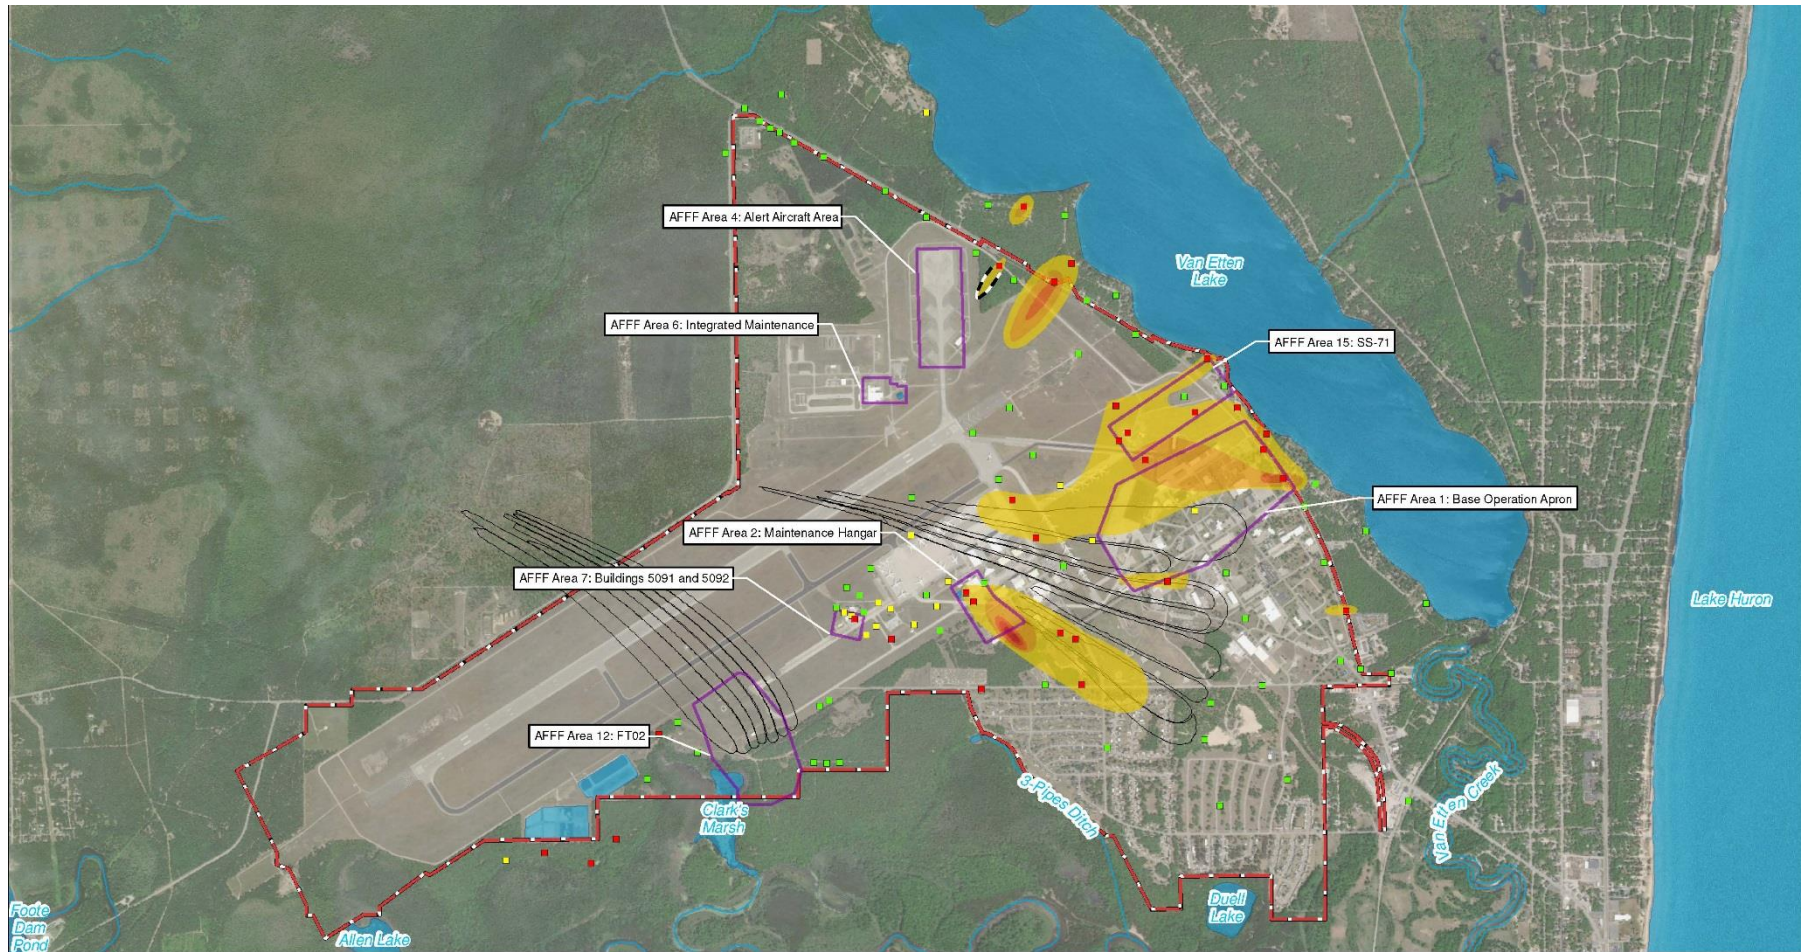 AFFF Area 4: Alert Aircraft Area
Van Etten
Lake
AFFF Area 6: Integrated Maintenance
AFFF Area 15: SS-71
AFFF Area 1: Base Operation Apron
AFFF Area 2: Maintenance Hangar
AFFF Area 7: Buildings 5091 and 5092
Lake Huron
AFFF Area 12: FT02
Clark's
Marsh
3-Pipes Ditch
Van Etten Creek
Duell
Lake
Foote
Dam
Pond
Allen Lake